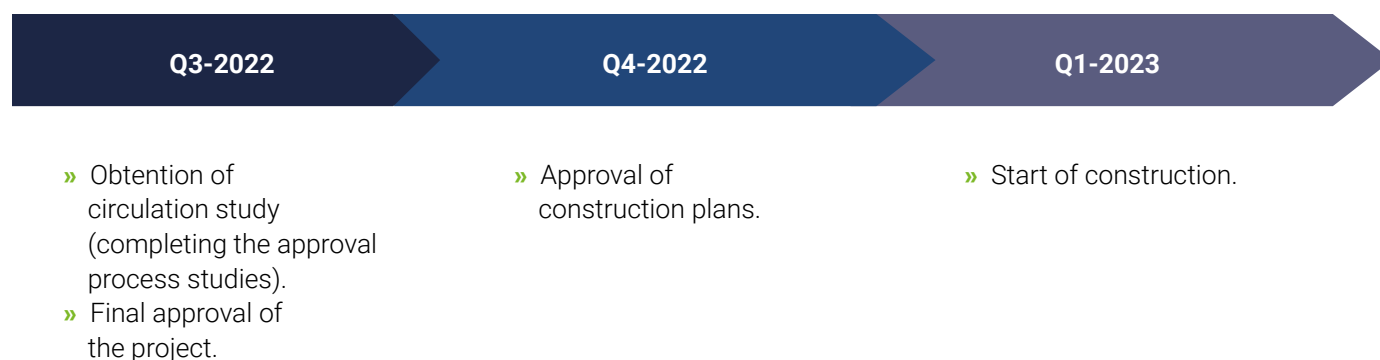 Q3-2022
Q4-2022
Q1-2023
» Obtention of
circulation study
(completing the approval
process studies).
» Final approval of
the project.
» Approval of
construction plans.
» Start of construction.